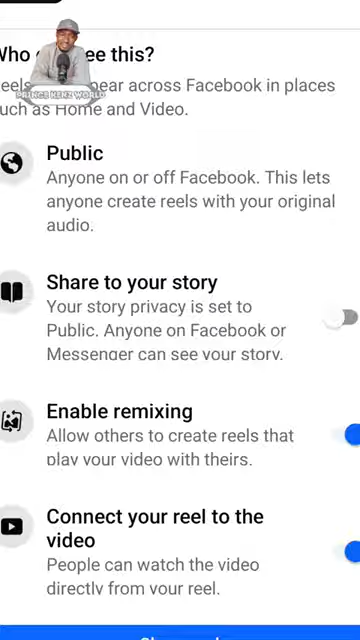 Who ee this?
eels ear across Facebook in places
such as Home and Video.
PRINCE KENZ WORLD
Public
Anyone on or off Facebook. This lets
anyone create reels with your original
audio.
Share to your story
Your story privacy is set to
Public. Anyone on Facebook or
Messenger can see your story.
Enable remixing
Allow others to create reels that
play your video with theirs.
Connect your reel to the
video
People can watch the video
directly from your reel.